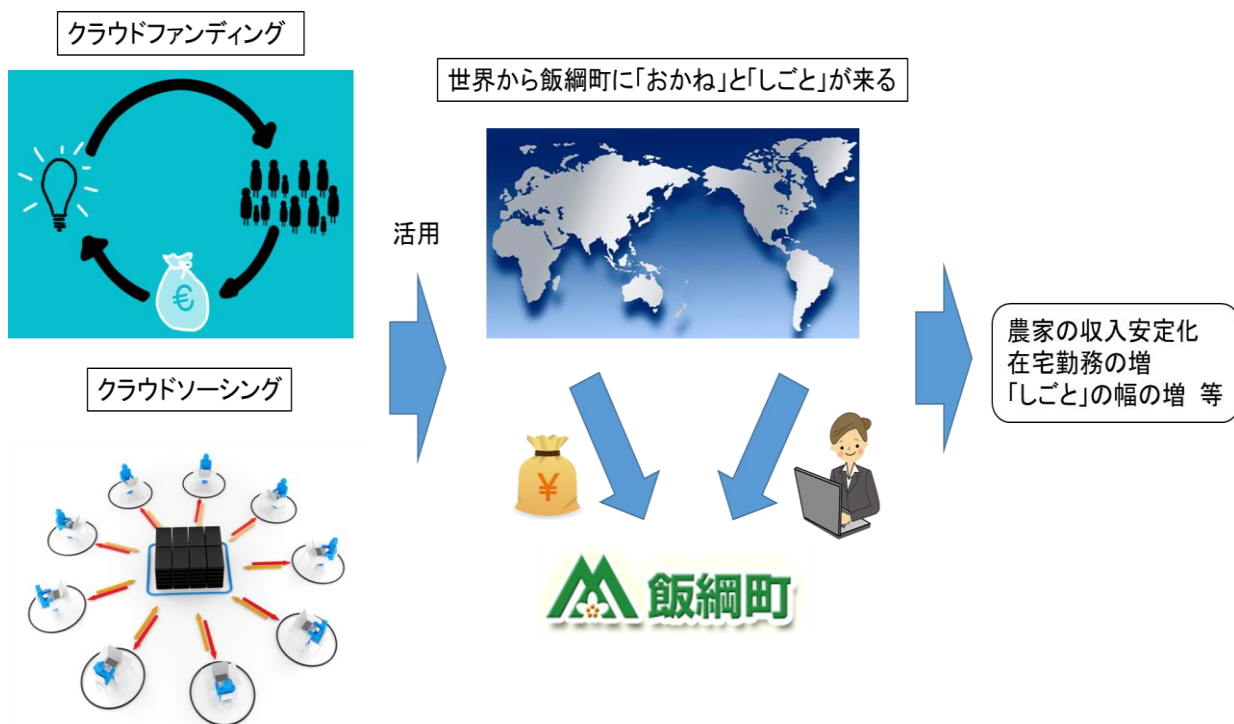 クラウドファンディング
世界から飯綱町に「おかね」と「しごと」が来る
€
活用
農家の収入安定化
在宅勤務の増
「しごと」の幅の増 等
クラウドソーシング
¥
飯綱町